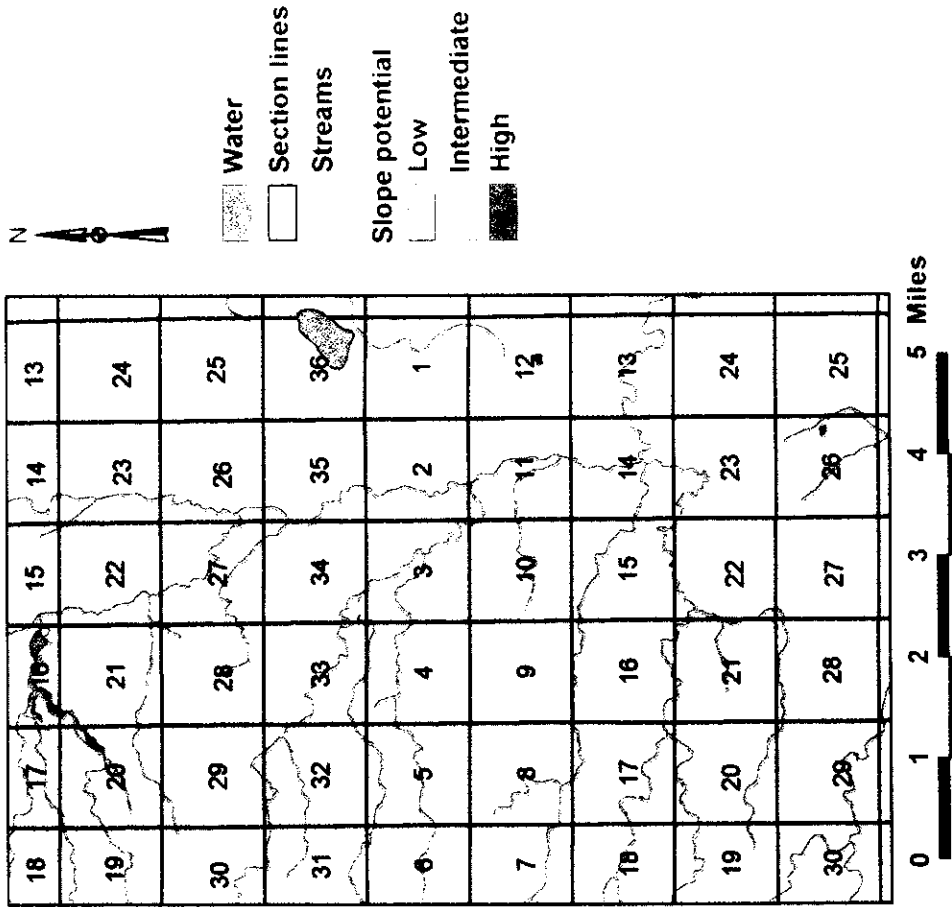 18 17 16 15 14 13
19 20 21 22 23 24
30 29 28 27 26 25
31 32 33 34 35 36
6 5 4 3 2 1
7 8 9 10 11 12
18 17 16 15 14 13
19 20 21 22 23 24
30 29 28 27 26 25
0 1 2 3 4 5 Miles
N
Water
Section lines
Streams
Slope potential
Low
Intermediate
High